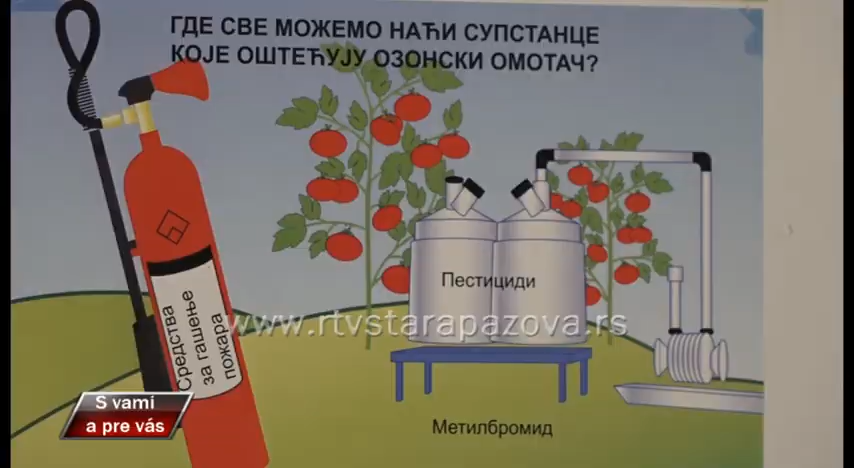 ГДЕ СВЕ МОЖЕМО НАЋИ СУПСТАНЦЕ
КОЈЕ ОШТЕЋУЈУ ОЗОНСКИ ОМОТАЧ?
Пестициди
Средства
за гашење
пожара
www.rtvstarapazova.rs
S vami
a pre vás
Метилбромид